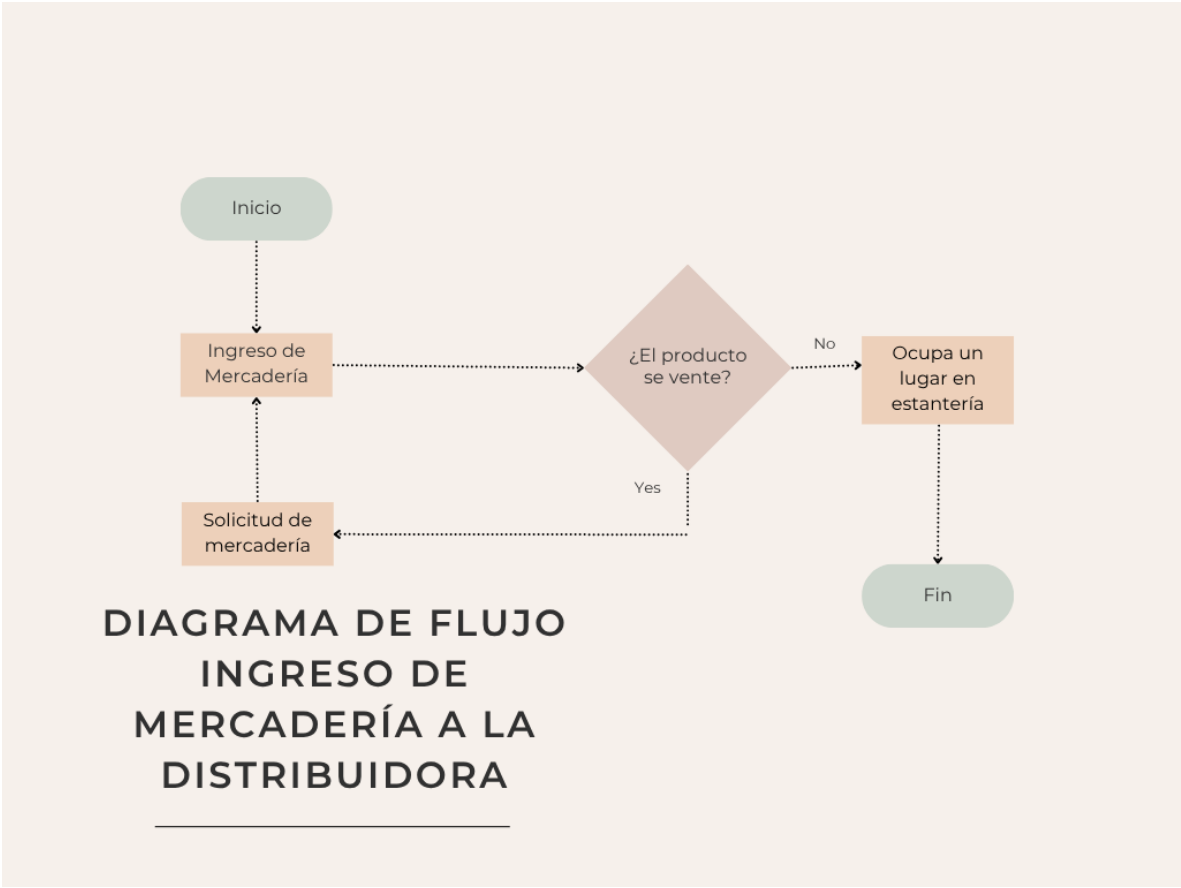 Inicio
Ingreso de
Mercadería
¿El producto
se vente?
No
Ocupa un
lugar en
estantería
Yes
Solicitud de
mercadería
Fin
DIAGRAMA DE FLUJO
INGRESO DE
MERCADERÍA A LA
DISTRIBUIDORA